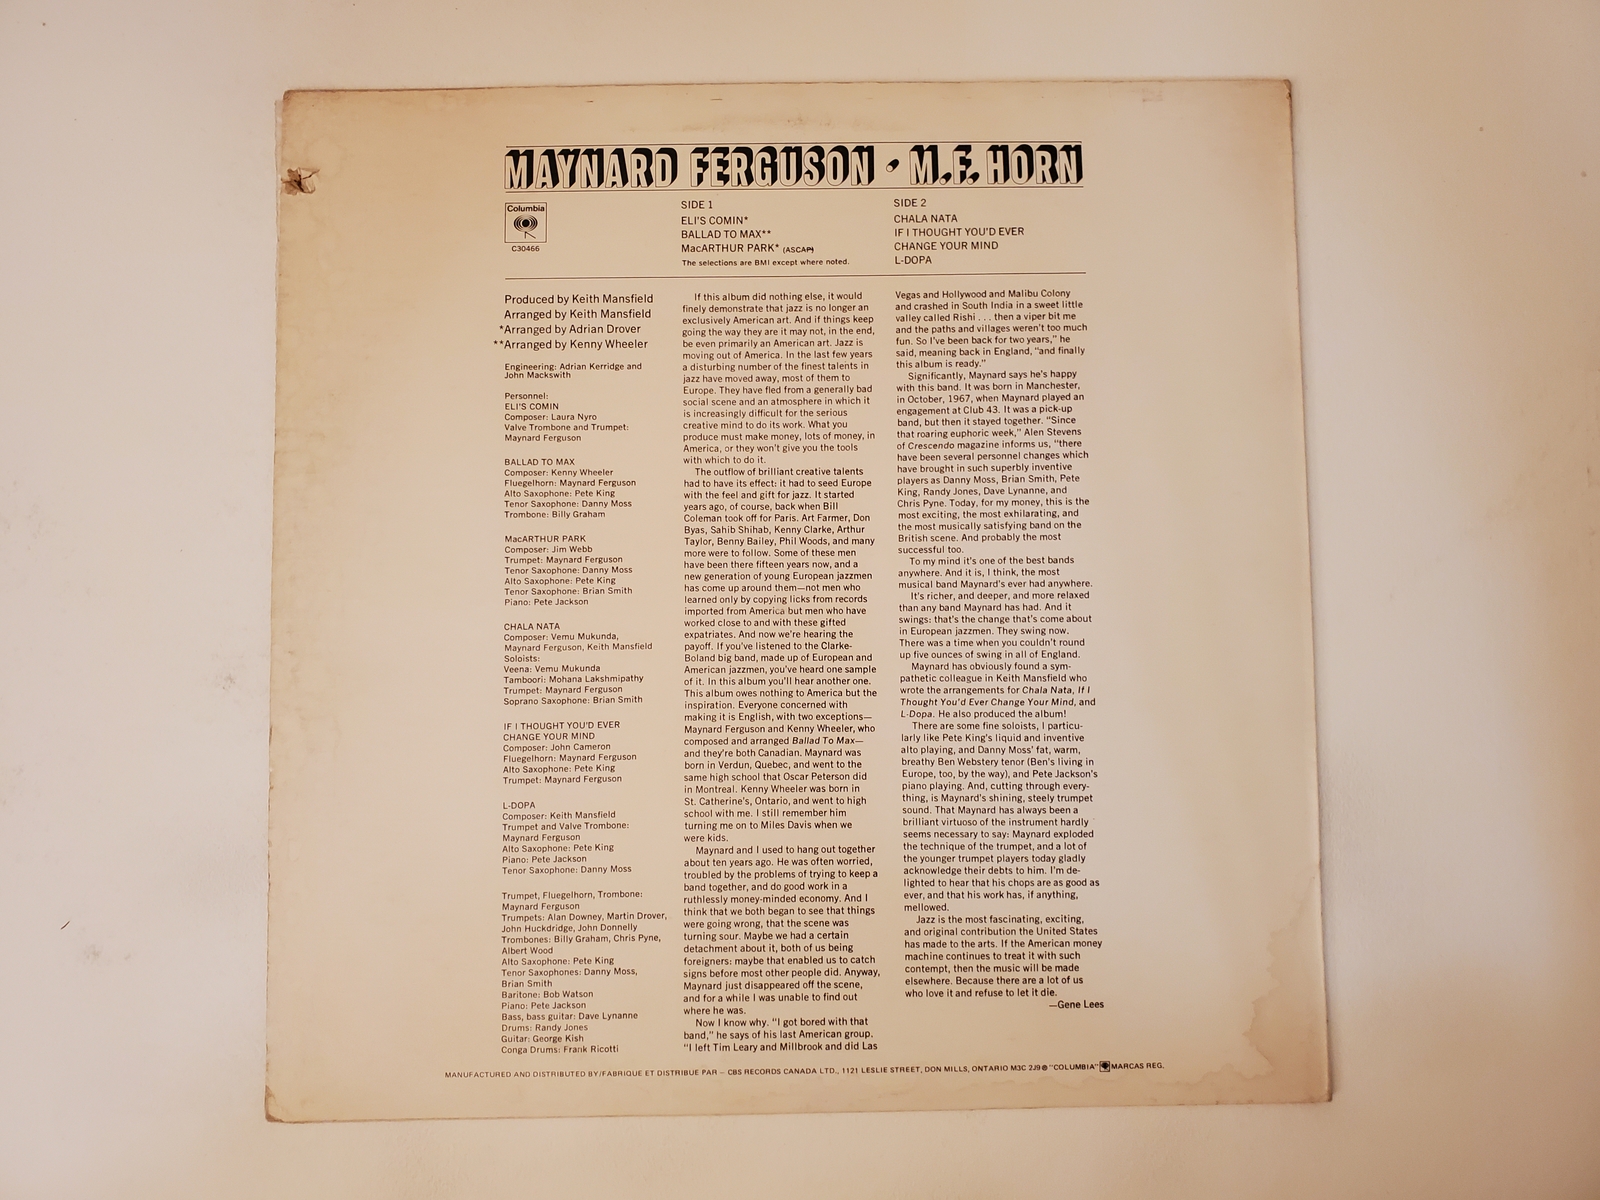 MAYNARD FERGUSON • M.F. HORN
Columbia
C30466
SIDE 1
ELI'S COMIN*
BALLAD TO MAX**
MacARTHUR PARK* (ASCAP)
The selections are BMI except where noted.
SIDE 2
CHALA NATA
IF I THOUGHT YOU'D EVER
CHANGE YOUR MIND
L-DOPA
Produced by Keith Mansfield
Arranged by Keith Mansfield
*Arranged by Adrian Drover
**Arranged by Kenny Wheeler
Engineering: Adrian Kerridge and
John Mackswith
Personnel:
ELI'S COMIN
Composer: Laura Nyro
Valve Trombone and Trumpet:
Maynard Ferguson
BALLAD TO MAX
Composer: Kenny Wheeler
Fluegelhorn: Maynard Ferguson
Alto Saxophone: Pete King
Tenor Saxophone: Danny Moss
Trombone: Billy Graham
MacARTHUR PARK
Composer: Jim Webb
Trumpet: Maynard Ferguson
Tenor Saxophone: Danny Moss
Alto Saxophone: Pete King
Tenor Saxophone: Brian Smith
Piano: Pete Jackson
CHALA NATA
Composer: Vemu Mukunda,
Maynard Ferguson, Keith Mansfield
Soloists:
Veena: Vemu Mukunda
Tamboori: Mohana Lakshmipathy
Trumpet: Maynard Ferguson
Soprano Saxophone: Brian Smith
IF I THOUGHT YOU'D EVER
CHANGE YOUR MIND
Composer: John Cameron
Fluegelhorn: Maynard Ferguson
Alto Saxophone: Pete King
Trumpet: Maynard Ferguson
L-DOPA
Composer: Keith Mansfield
Trumpet and Valve Trombone:
Maynard Ferguson
Alto Saxophone: Pete King
Piano: Pete Jackson
Tenor Saxophone: Danny Moss
Trumpet, Fluegelhorn, Trombone:
Maynard Ferguson
Trumpets: Alan Downey, Martin Drover,
John Huckdridge, John Donnelly
Trombones: Billy Graham, Chris Pyne,
Albert Wood
Alto Saxophone: Pete King
Tenor Saxophones: Danny Moss,
Brian Smith
Baritone: Bob Watson
Piano: Pete Jackson
Bass, bass guitar: Dave Lynanne
Drums: Randy Jones
Guitar: George Kish
Conga Drums: Frank Ricotti
If this album did nothing else, it would
finely demonstrate that jazz is no longer an
exclusively American art. And if things keep
going the way they are it may not, in the end,
be even primarily an American art. Jazz is
moving out of America. In the last few years
a disturbing number of the finest talents in
jazz have moved away, most of them to
Europe. They have fled from a generally bad
social scene and an atmosphere in which it
is increasingly difficult for the serious
creative mind to do its work. What you
produce must make money, lots of money, in
America, or they won't give you the tools
with which to do it.
The outflow of brilliant creative talents
had to have its effect: it had to seed Europe
with the feel and gift for jazz. It started
years ago, of course, back when Bill
Coleman took off for Paris. Art Farmer, Don
Byas, Sahib Shihab, Kenny Clarke, Arthur
Taylor, Benny Bailey, Phil Woods, and many
more were to follow. Some of these men
have been there fifteen years now, and a
new generation of young European jazzmen
has come up around them—not men who
learned only by copying licks from records
imported from America but men who have
worked close to and with these gifted
expatriates. And now we're hearing the
payoff. If you've listened to the Clarke-
Boland big band, made up of European and
American jazzmen, you've heard one sample
of it. In this album you'll hear another one.
This album owes nothing to America but the
inspiration. Everyone concerned with
making it is English, with two exceptions—
Maynard Ferguson and Kenny Wheeler, who
composed and arranged Ballad To Max—
and they're both Canadian. Maynard was
born in Verdun, Quebec, and went to the
same high school that Oscar Peterson did
in Montreal. Kenny Wheeler was born in
St. Catherine's, Ontario, and went to high
school with me. I still remember him
turning me on to Miles Davis when we
were kids.
Maynard and I used to hang out together
about ten years ago. He was often worried,
troubled by the problems of trying to keep a
band together, and do good work in a
ruthlessly money-minded economy. And I
think that we both began to see that things
were going wrong, that the scene was
turning sour. Maybe we had a certain
detachment about it, both of us being
foreigners: maybe that enabled us to catch
signs before most other people did. Anyway,
Maynard just disappeared off the scene,
and for a while I was unable to find out
where he was.
Now I know why. "I got bored with that
band," he says of his last American group.
"I left Tim Leary and Millbrook and did Las
Vegas and Hollywood and Malibu Colony
and crashed in South India in a sweet little
valley called Rishi . . . then a viper bit me
and the paths and villages weren't too much
fun. So I've been back for two years," he
said, meaning back in England, "and finally
this album is ready."
Significantly, Maynard says he's happy
with this band. It was born in Manchester,
in October, 1967, when Maynard played an
engagement at Club 43. It was a pick-up
band, but then it stayed together. "Since
that roaring euphoric week," Alen Stevens
of Crescendo magazine informs us, "there
have been several personnel changes which
have brought in such superbly inventive
players as Danny Moss, Brian Smith, Pete
King, Randy Jones, Dave Lynanne, and
Chris Pyne. Today, for my money, this is the
most exciting, the most exhilarating, and
the most musically satisfying band on the
British scene. And probably the most
successful too.
To my mind it's one of the best bands
anywhere. And it is, I think, the most
musical band Maynard's ever had anywhere.
It's richer, and deeper, and more relaxed
than any band Maynard has had. And it
swings: that's the change that's come about
in European jazzmen. They swing now.
There was a time when you couldn't round
up five ounces of swing in all of England.
Maynard has obviously found a sym-
pathetic colleague in Keith Mansfield who
wrote the arrangements for Chala Nata, If I
Thought You'd Ever Change Your Mind, and
L-Dopa. He also produced the album!
There are some fine soloists, I particu-
larly like Pete King's liquid and inventive
alto playing, and Danny Moss' fat, warm,
breathy Ben Webstery tenor (Ben's living in
Europe, too, by the way), and Pete Jackson's
piano playing. And, cutting through every-
thing, is Maynard's shining, steely trumpet
sound. That Maynard has always been a
brilliant virtuoso of the instrument hardly
seems necessary to say: Maynard exploded
the technique of the trumpet, and a lot of
the younger trumpet players today gladly
acknowledge their debts to him. I'm de-
lighted to hear that his chops are as good as
ever, and that his work has, if anything,
mellowed.
Jazz is the most fascinating, exciting,
and original contribution the United States
has made to the arts. If the American money
machine continues to treat it with such
contempt, then the music will be made
elsewhere. Because there are a lot of us
who love it and refuse to let it die.
—Gene Lees
MANUFACTURED AND DISTRIBUTED BY/FABRIQUE ET DISTRIBUE PAR – CBS RECORDS CANADA LTD., 1121 LESLIE STREET, DON MILLS, ONTARIO M3C 2J9 ® "COLUMBIA" MARCAS REG.